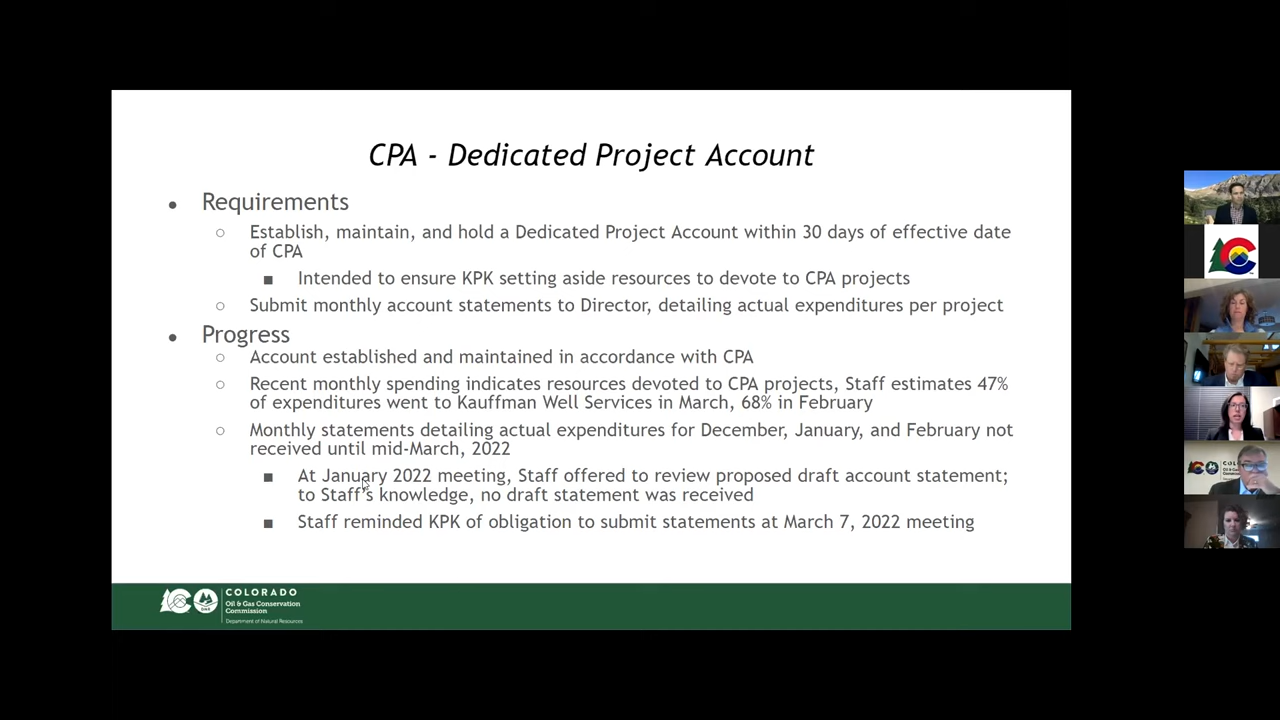 CPA - Dedicated Project Account
● Requirements
○ Establish, maintain, and hold a Dedicated Project Account within 30 days of effective date
of CPA
■ Intended to ensure KPK setting aside resources to devote to CPA projects
○ Submit monthly account statements to Director, detailing actual expenditures per project
● Progress
○ Account established and maintained in accordance with CPA
○ Recent monthly spending indicates resources devoted to CPA projects, Staff estimates 47%
of expenditures went to Kauffman Well Services in March, 68% in February
○ Monthly statements detailing actual expenditures for December, January, and February not
received until mid-March, 2022
■ At January 2022 meeting, Staff offered to review proposed draft account statement;
to Staff's knowledge, no draft statement was received
■ Staff reminded KPK of obligation to submit statements at March 7, 2022 meeting
COLORADO
Oil & Gas Conservation
Commission
Department of Natural Resources